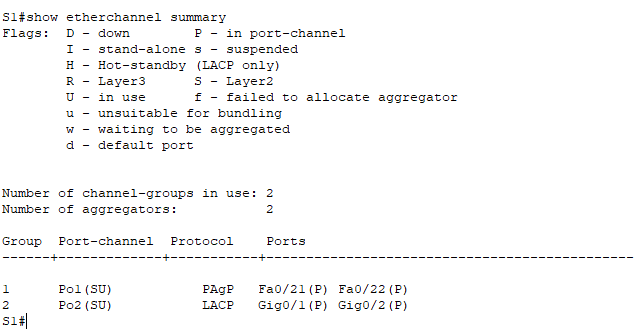 S1#show etherchannel summary
Flags:  D - down        P - in port-channel
        I - stand-alone s - suspended
        H - Hot-standby (LACP only)
        R - Layer3      S - Layer2
        U - in use      f - failed to allocate aggregator
        u - unsuitable for bundling
        w - waiting to be aggregated
        d - default port
Number of channel-groups in use: 2
Number of aggregators:           2
Group  Port-channel  Protocol    Ports
------+-------------+-----------+----------------------------------------------
1      Po1(SU)           PAgP   Fa0/21(P) Fa0/22(P)
2      Po2(SU)           LACP   Gig0/1(P) Gig0/2(P)
S1#